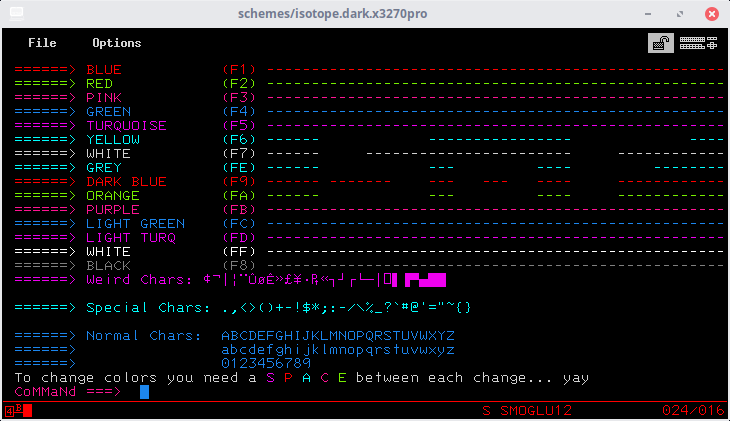 schemes/isotope.dark.x3270pro
File Options
======> BLUE (F1) ------------------------------------------------
======> RED (F2) ------------------------------------------------
======> PINK (F3) ------------------------------------------------
======> GREEN (F4) ------------------------------------------------
======> TURQUOISE (F5) ------------------------------------------------
======> YELLOW (F6) ------ --- ------ ---
======> WHITE (F7) ------ ------------ ------------
======> GREY (FE) ------ ------------ ------
======> DARK BLUE (F9) ------ --- --- ------
======> ORANGE (FA) ------ --- --- ------
======> PURPLE (FB) ------------------------------------------------
======> LIGHT GREEN (FC) ------------------------------------------------
======> LIGHT TURQ (FD) ------------------------------------------------
======> WHITE (FF) ------------------------------------------------
======> BLACK (F8) ------------------------------------------------
======> Weird Chars:
======> Special Chars: .,<>()+-!$*;:-/\%_?`#@'="~{}
======> Normal Chars: ABCDEFGHIJKLMNOPQRSTUVWXYZ
======> abcdefghijklmnopqrstuvwxyz
======> 0123456789
To change colors you need a S P A C E between each change... yay
CoMMaNd ===>
4 B
S SMOGLU12 024/016